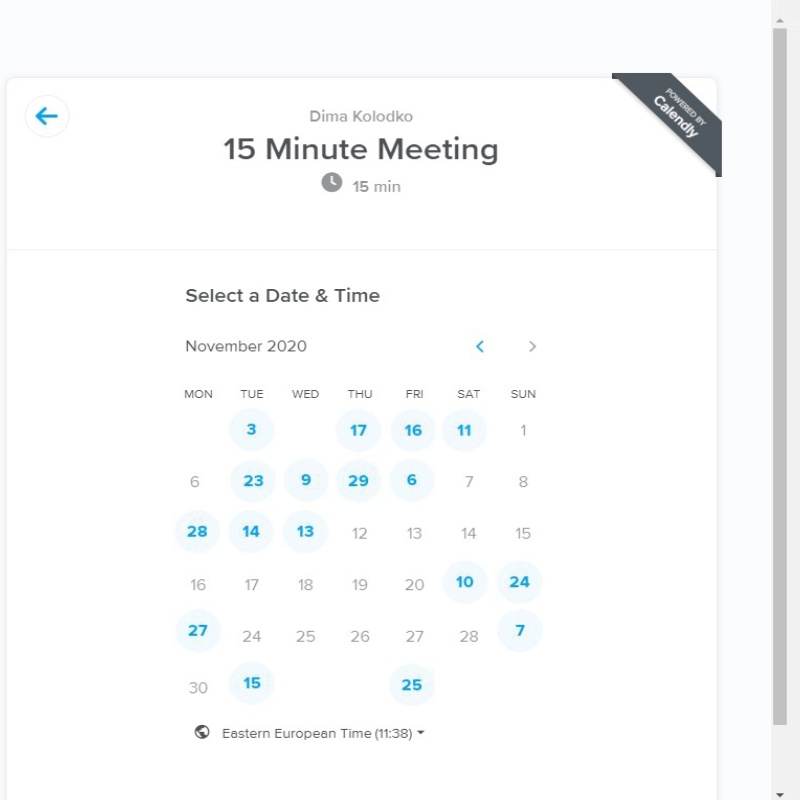 POWERED BY
Calendly
Dima Kolodko
15 Minute Meeting
15 min
Select a Date & Time
November 2020
MON TUE WED THU FRI SAT SUN
3 17 16 11 1
6 23 9 29 6 7 8
28 14 13 12 13 14 15
16 17 18 19 20 10 24
27 24 25 26 27 28 7
30 15 25
Eastern European Time (11:38)